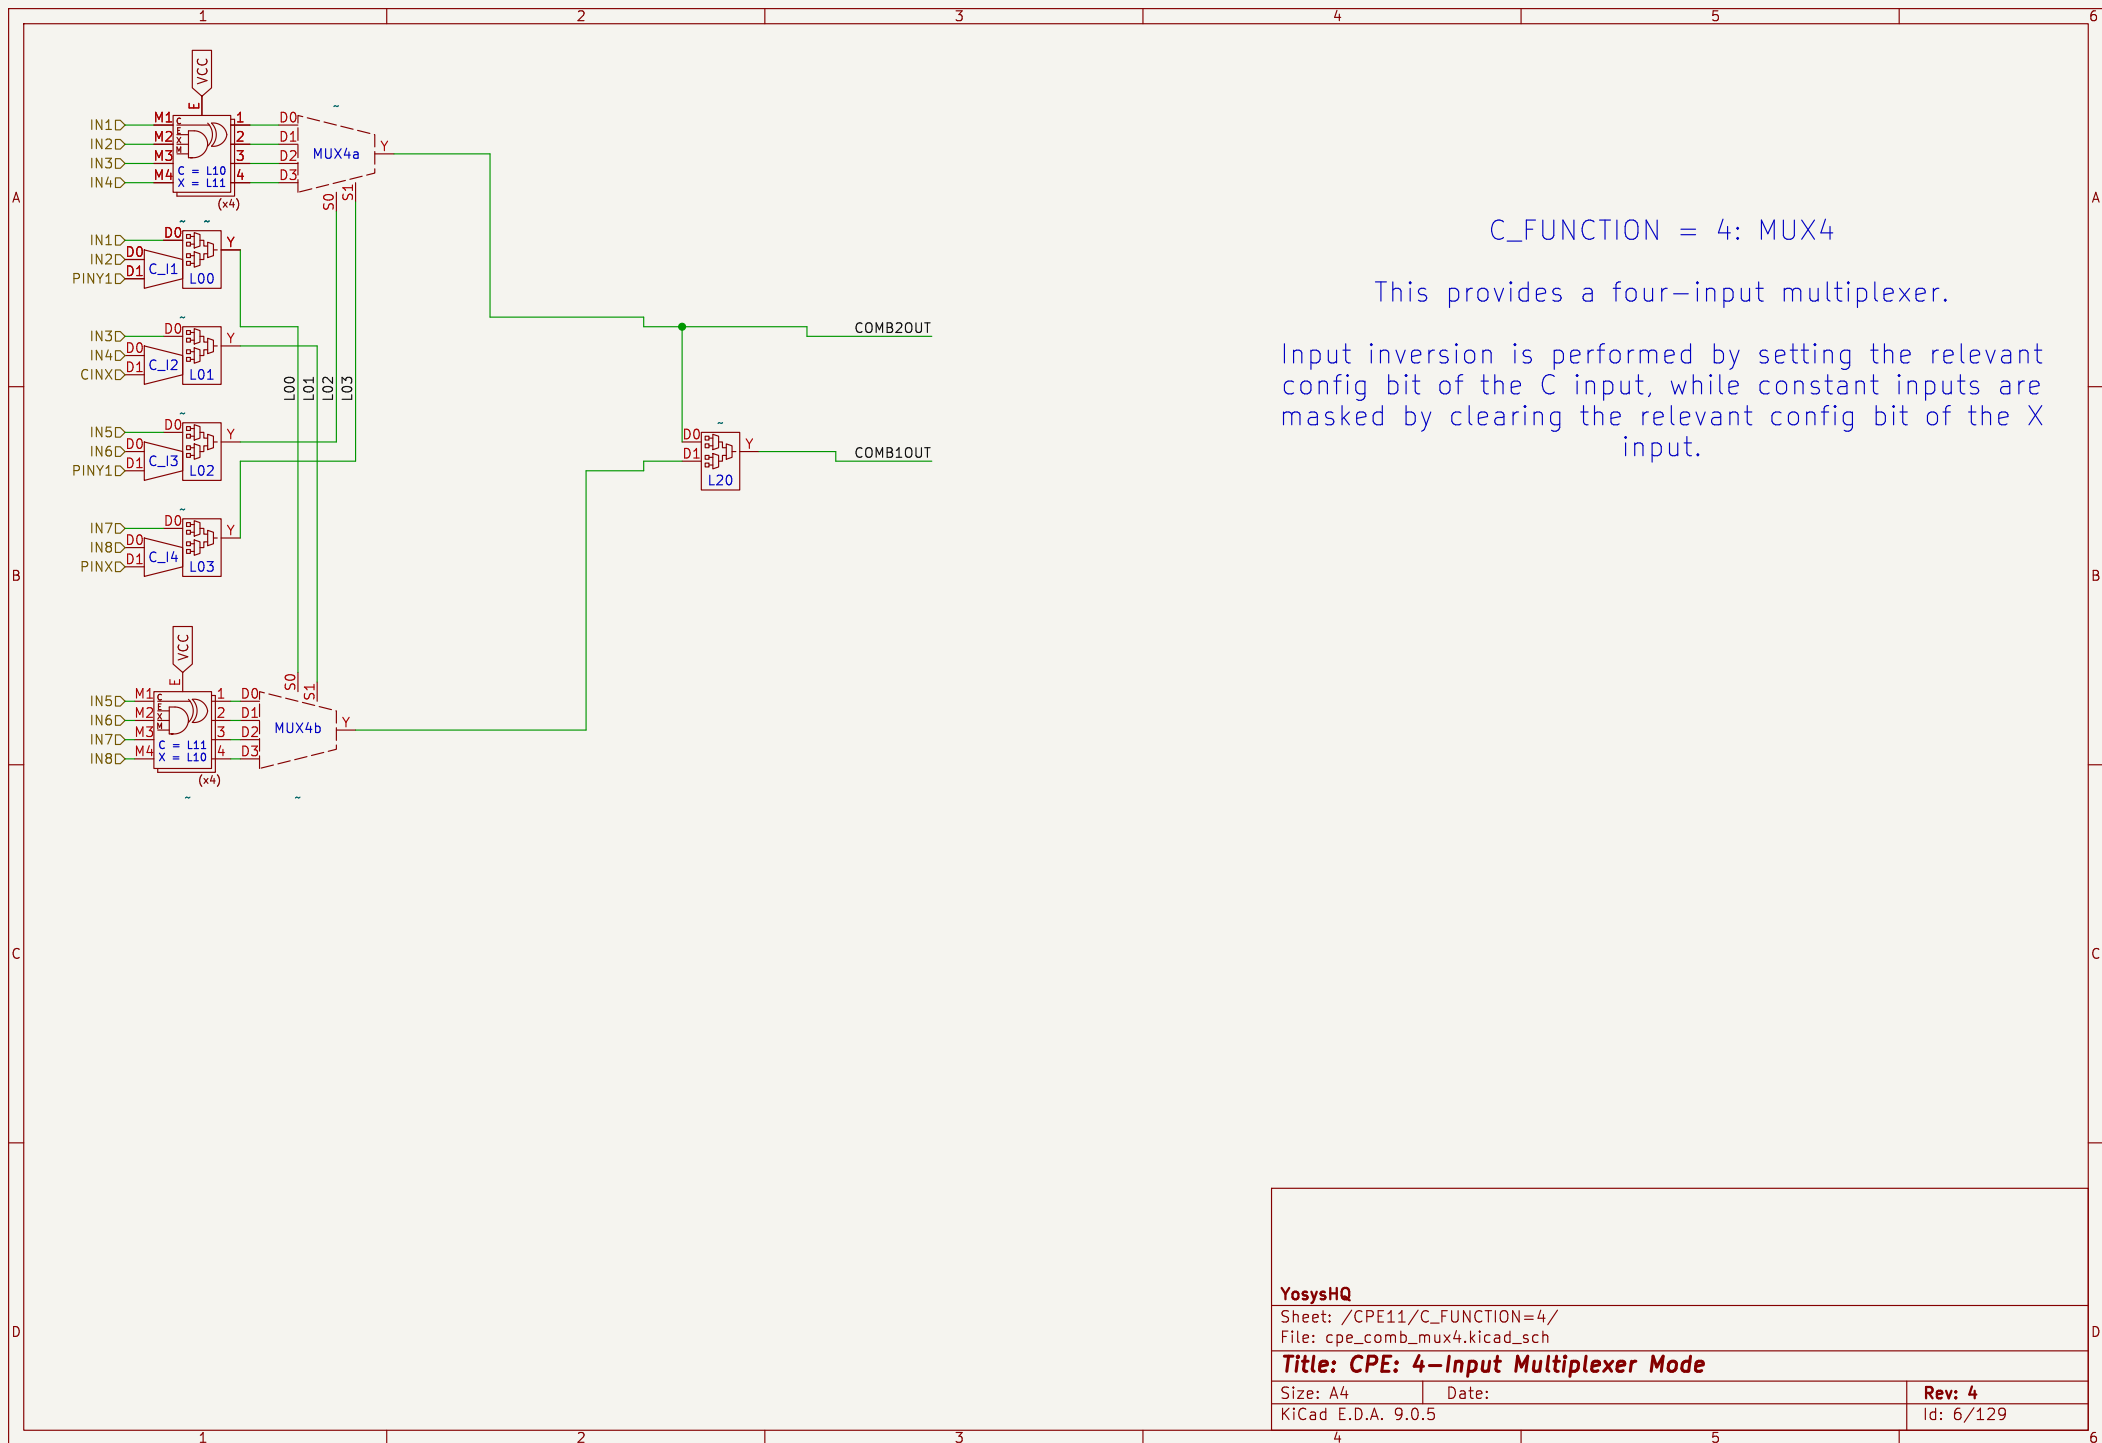 1 2 3 4 5 6
VCC
E
~
IN1 M1 C 1 D0
IN2 M2 E X 2 D1 MUX4a Y
IN3 M3 M 3 D2
IN4 M4 C = L10 4 D3
X = L11
(x4)
S0 S1
A A
~ ~
IN1 D0 Y
IN2 D0 C_I1
PINY1 D1 L00
~
IN3 D0 Y
IN4 D0 C_I2
CINX D1 L01
L00 L01 L02 L03
~
IN5 D0 Y
IN6 D0 C_I3
PINY1 D1 L02
~
IN7 D0 Y
IN8 D0 C_I4
PINX D1 L03
B B
COMB2OUT
~
D0 Y
D1 COMB1OUT
L20
C_FUNCTION = 4: MUX4
This provides a four-input multiplexer.
Input inversion is performed by setting the relevant
config bit of the C input, while constant inputs are
masked by clearing the relevant config bit of the X
input.
VCC
E S0 S1
IN5 M1 C 1 D0
IN6 M2 E X 2 D1 MUX4b Y
IN7 M3 M 3 D2
IN8 M4 C = L11 4 D3
X = L10
(x4)
~ ~
C C
D D
YosysHQ
Sheet: /CPE11/C_FUNCTION=4/
File: cpe_comb_mux4.kicad_sch
Title: CPE: 4-Input Multiplexer Mode
Size: A4 Date: Rev: 4
KiCad E.D.A. 9.0.5 Id: 6/129
1 2 3 4 5 6